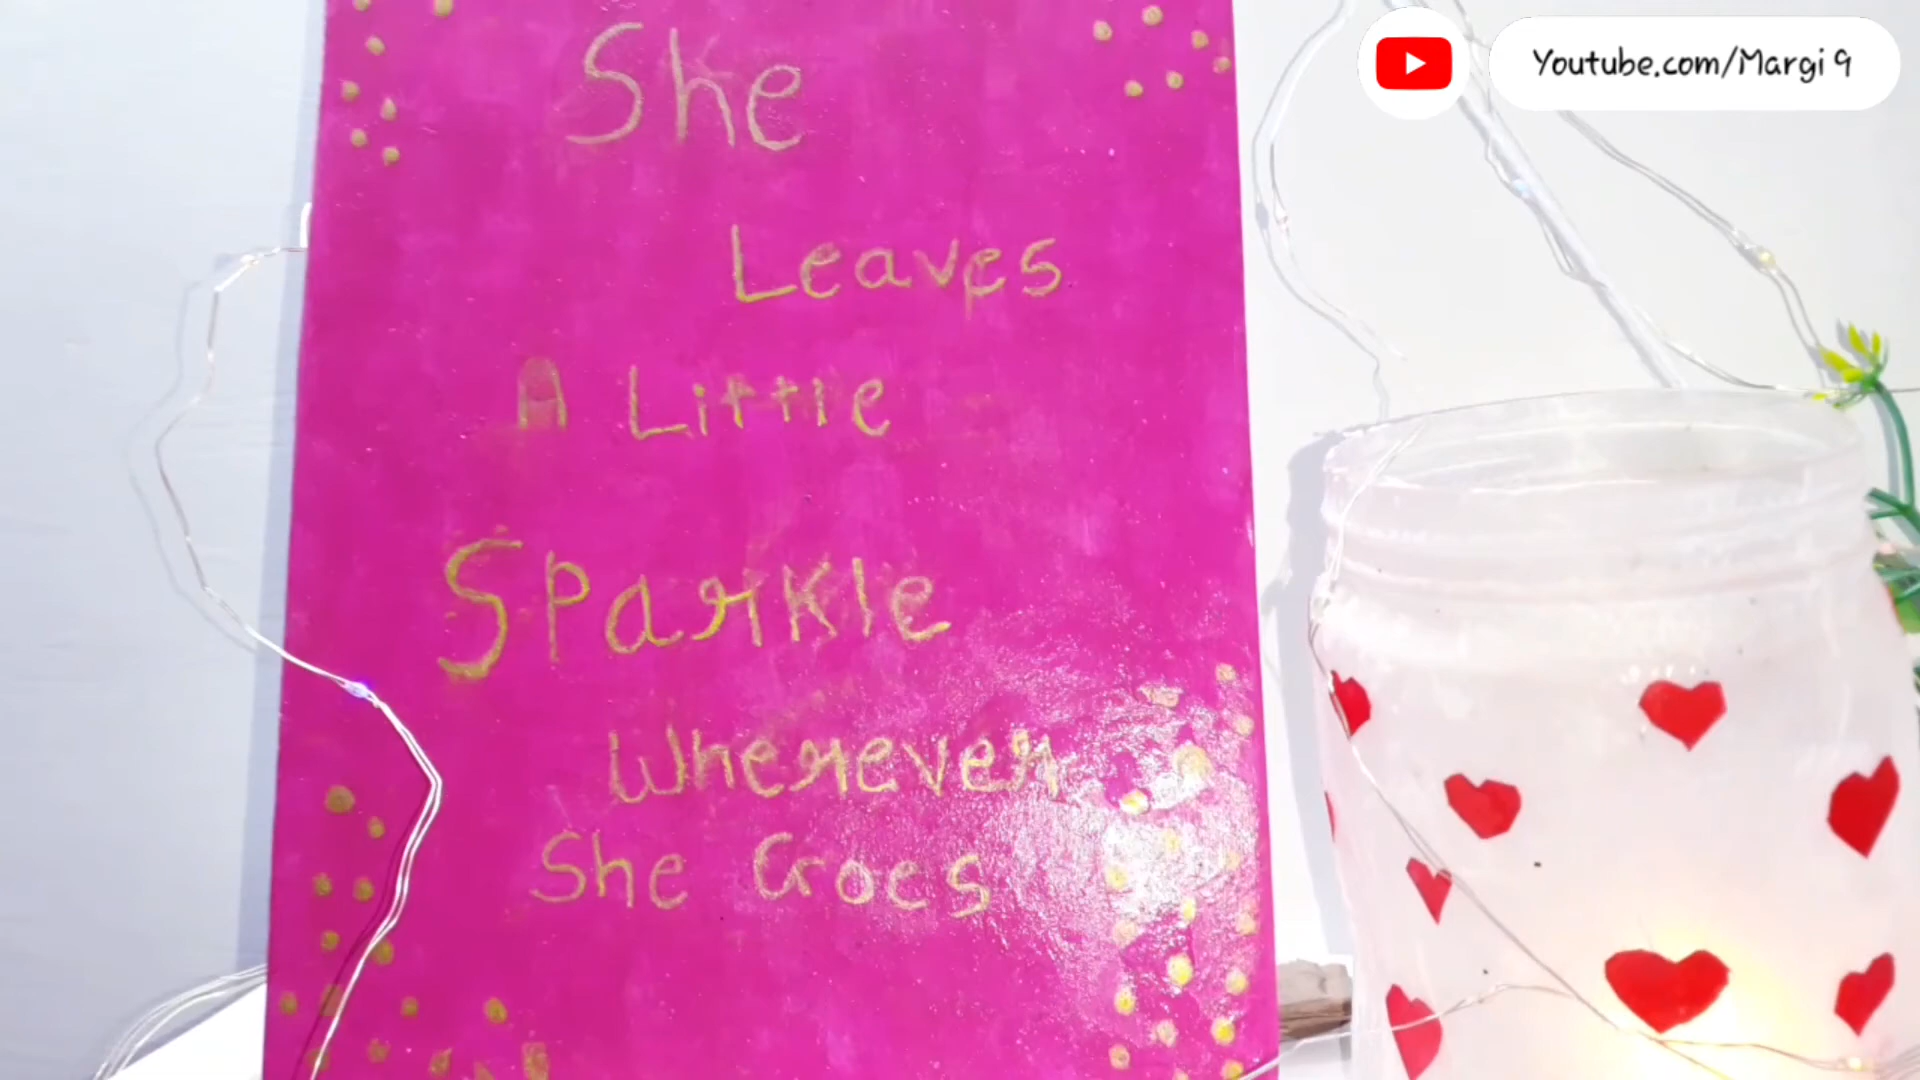 Youtube.com/Margi 9
She
Leaves
A Little
Sparkle
Wherever
She Goes